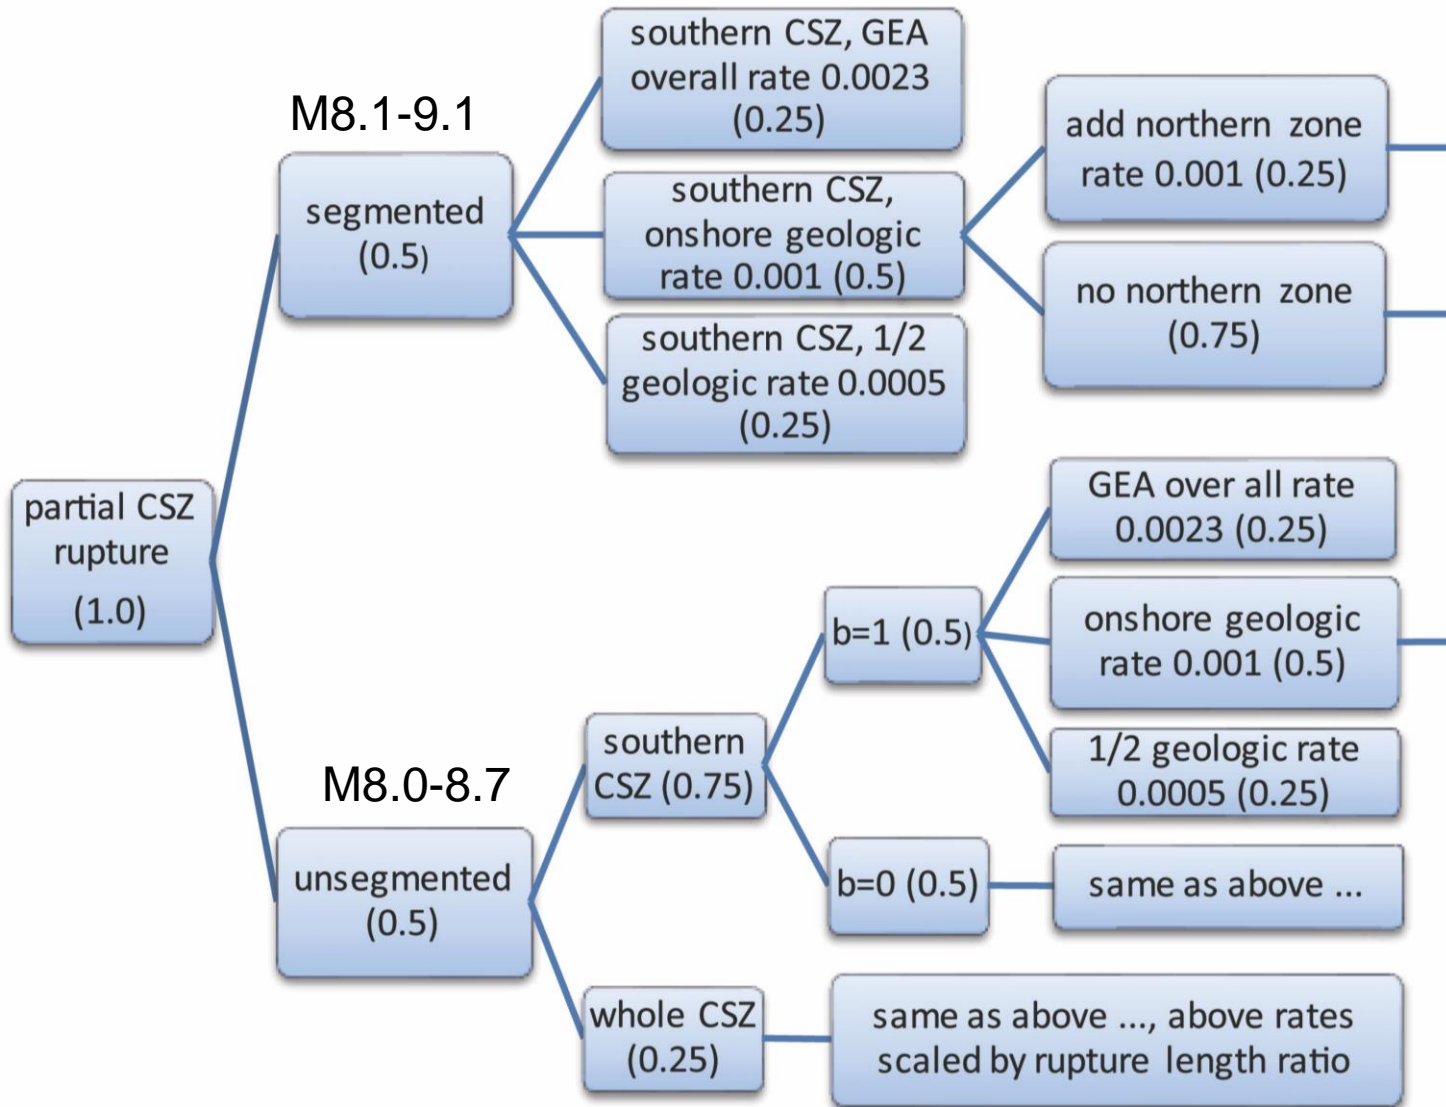 M8.1-9.1
segmented
(0.5)
southern CSZ, GEA
overall rate 0.0023
(0.25)
southern CSZ,
onshore geologic
rate 0.001 (0.5)
southern CSZ, 1/2
geologic rate 0.0005
(0.25)
add northern zone
rate 0.001 (0.25)
no northern zone
(0.75)
partial CSZ
rupture
(1.0)
M8.0-8.7
unsegmented
(0.5)
southern
CSZ (0.75)
b=1 (0.5)
GEA over all rate
0.0023 (0.25)
onshore geologic
rate 0.001 (0.5)
1/2 geologic rate
0.0005 (0.25)
b=0 (0.5)
same as above ...
whole CSZ
(0.25)
same as above ..., above rates
scaled by rupture length ratio